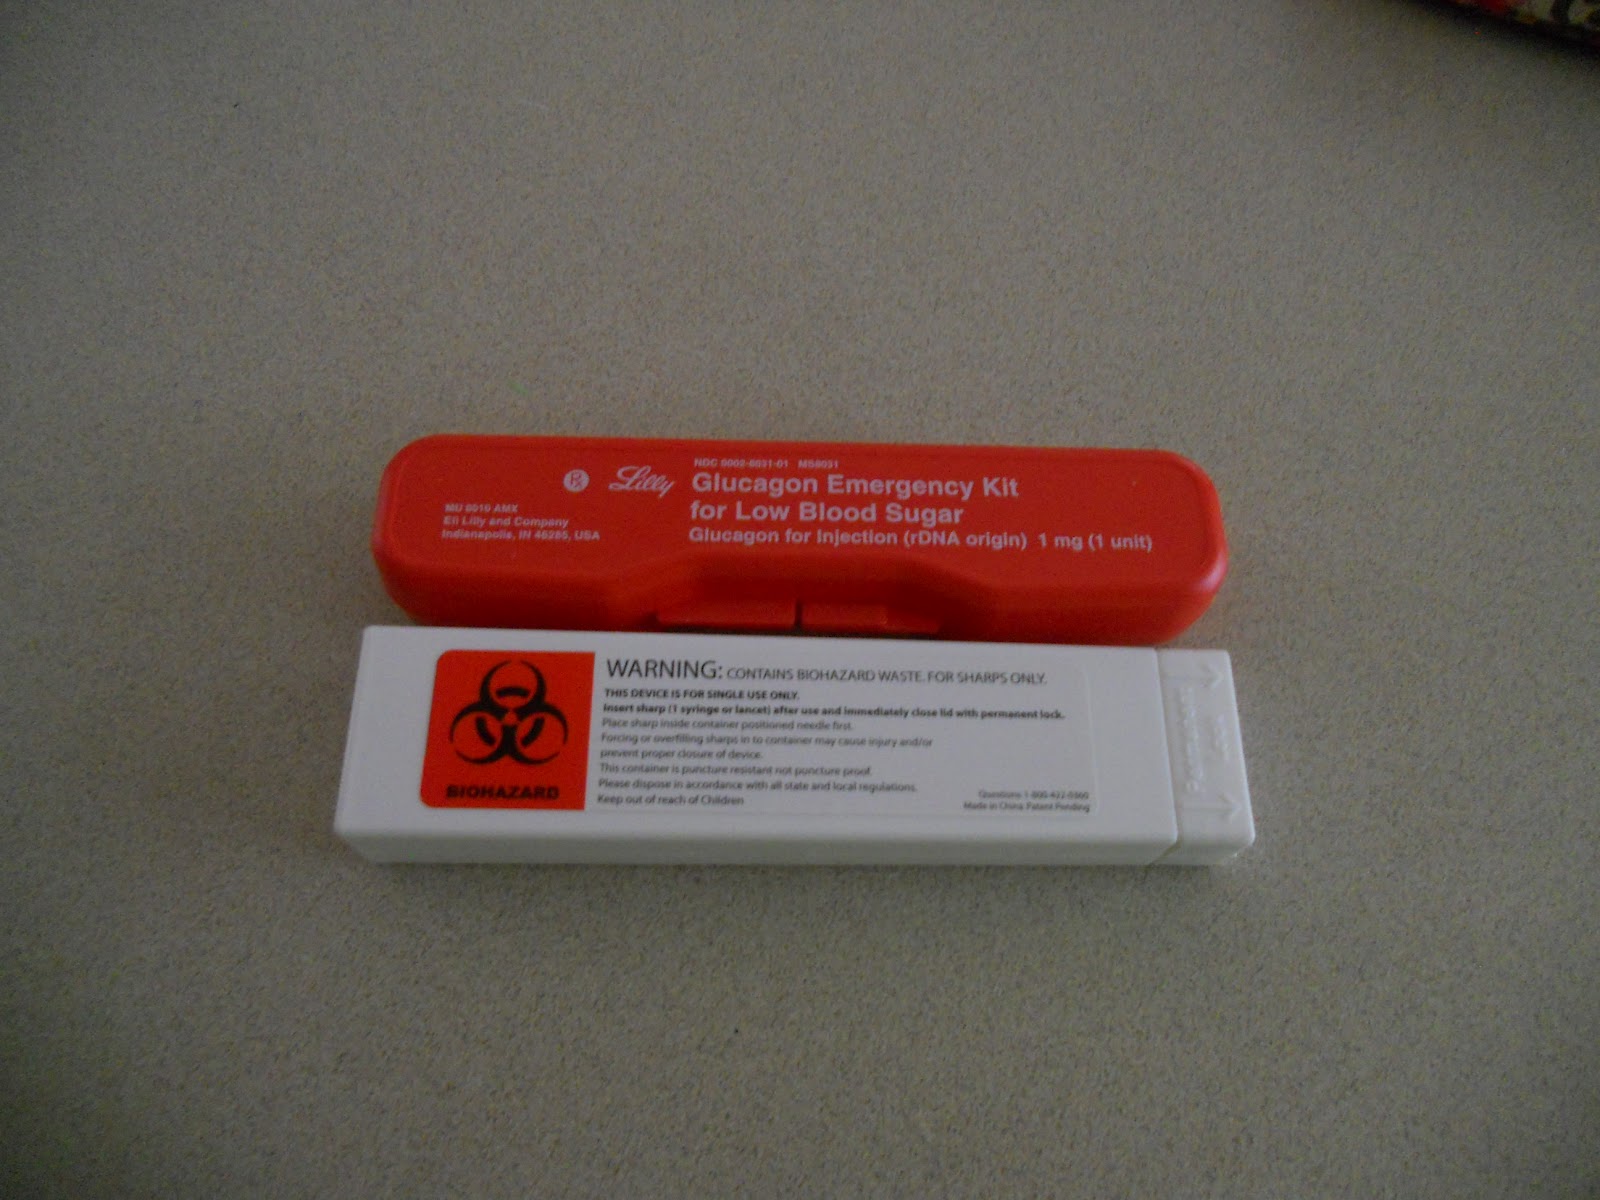 NDC 0002-8031-01 MS8031
Lilly
Glucagon Emergency Kit
for Low Blood Sugar
Glucagon for Injection (rDNA origin) 1 mg (1 unit)
MU 0010 AMX
Eli Lilly and Company
Indianapolis, IN 46285, USA
BIOHAZARD
WARNING: CONTAINS BIOHAZARD WASTE. FOR SHARPS ONLY.
THIS DEVICE IS FOR SINGLE USE ONLY.
Insert sharp (1 syringe or lancet) after use and immediately close lid with permanent lock.
Place sharp inside container positioned needle first.
Forcing or overfilling sharps in to container may cause injury and/or
prevent proper closure of device.
This container is puncture resistant not puncture proof.
Please dispose in accordance with all state and local regulations.
Keep out of reach of Children
Questions 1-800-422-
Made in China Patent Pending